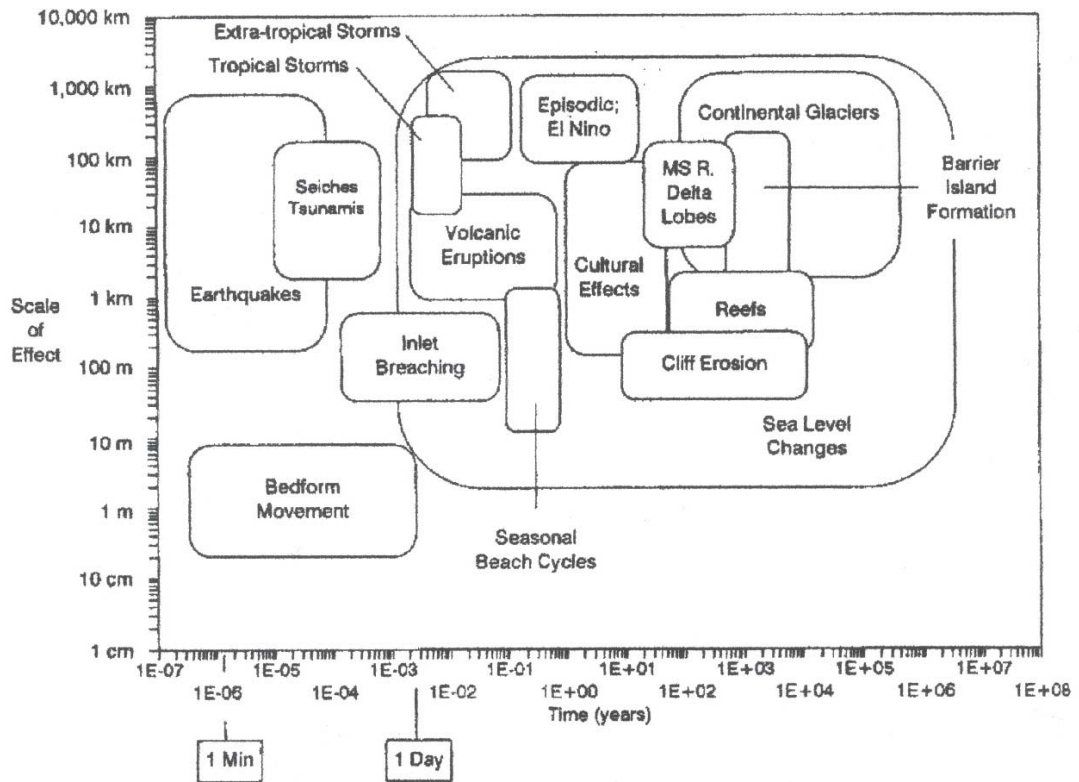 10,000 km
1,000 km
100 km
10 km
1 km
100 m
10 m
1 m
10 cm
1 cm
Scale
of
Effect
Extra-tropical Storms
Tropical Storms
Episodic;
El Nino
Continental Glaciers
Seiches
Tsunamis
MS R.
Delta
Lobes
Barrier
Island
Formation
Volcanic
Eruptions
Cultural
Effects
Earthquakes
Reefs
Inlet
Breaching
Cliff Erosion
Sea Level
Changes
Bedform
Movement
Seasonal
Beach Cycles
1E-07
1E-05
1E-03
1E-01
1E+01
1E+03
1E+05
1E+07
1E-06
1E-04
1E-02
1E+00
1E+02
1E+04
1E+06
1E+08
Time (years)
1 Min
1 Day